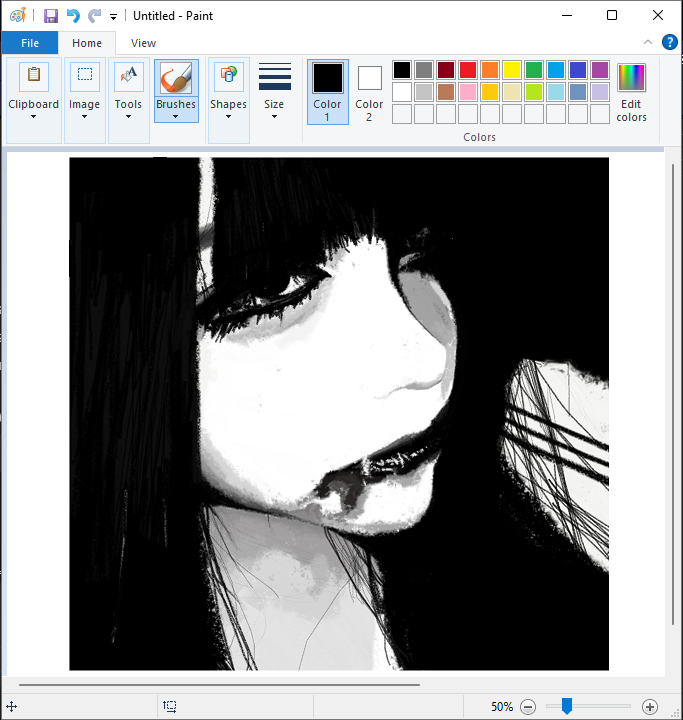 Untitled - Paint
File Home View
Clipboard Image Tools Brushes Shapes Size Color 1 Color 2 Edit colors
Colors
50%